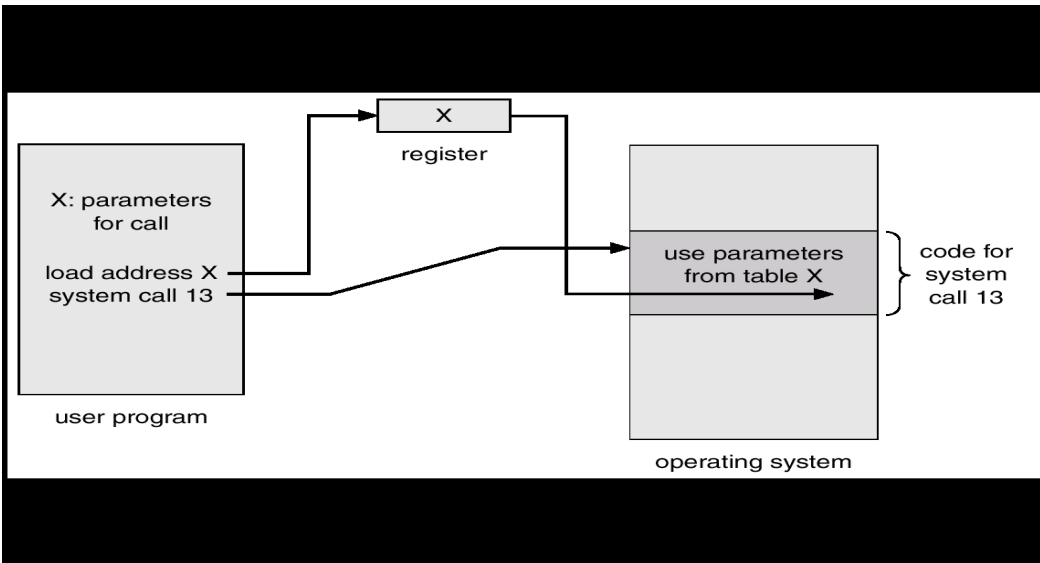 X
register
X: parameters
for call
load address X
system call 13
user program
use parameters
from table X
code for
system
call 13
operating system